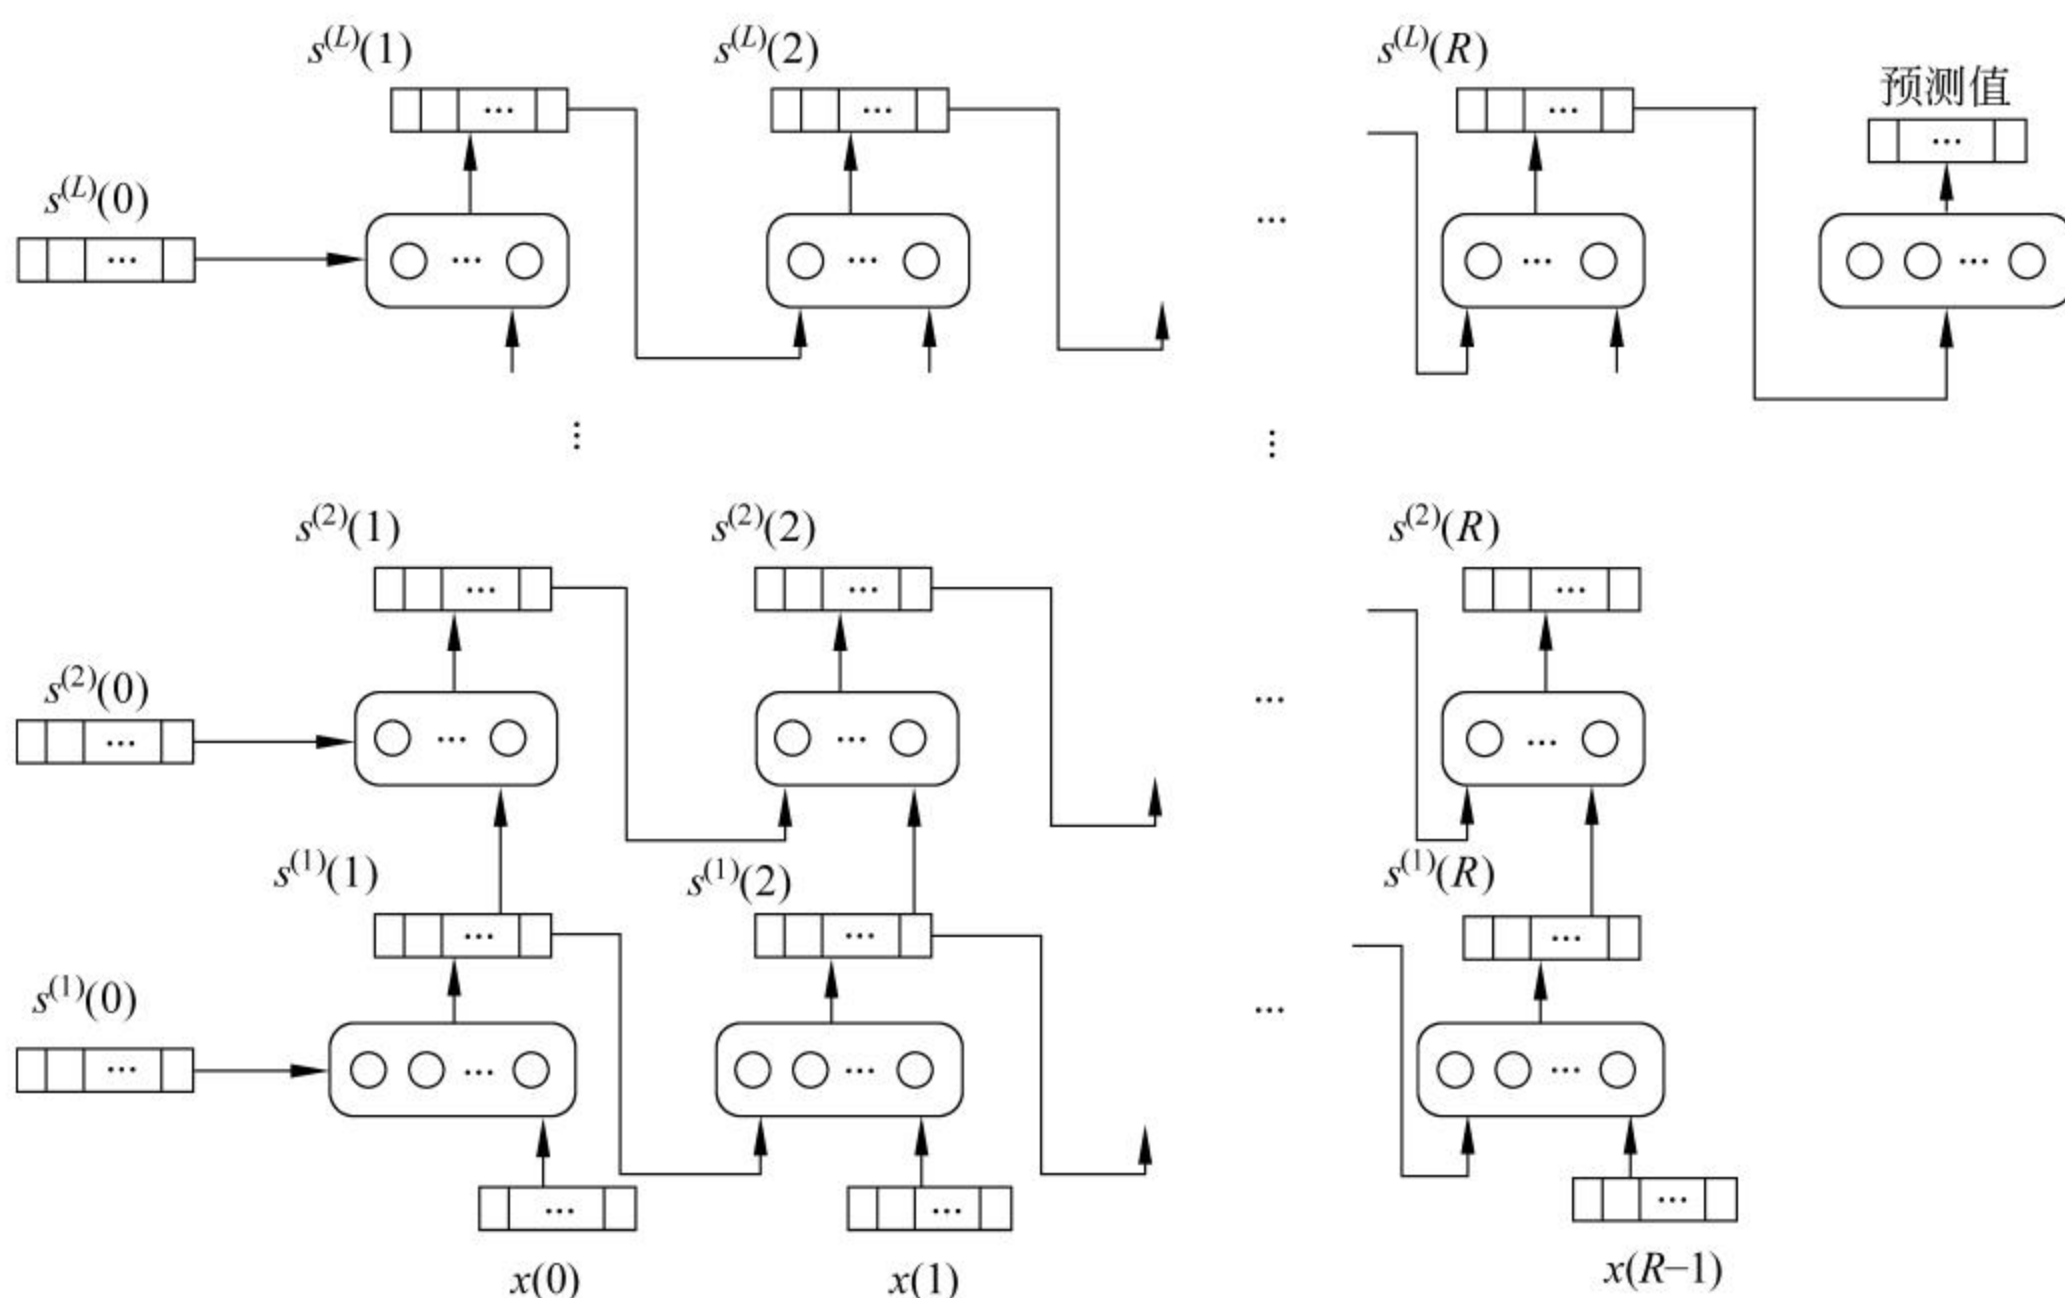 s^(L)(1) s^(L)(2) s^(L)(R)
预测值
... ... ... ...
s^(L)(0)
...
... ... ... ... ...
⋮ ⋮
s^(2)(1) s^(2)(2) s^(2)(R)
... ... ...
s^(2)(0)
...
... ... ... ...
s^(1)(1) s^(1)(2) s^(1)(R)
... ... ...
s^(1)(0)
...
... ... ... ...
... ... ...
x(0) x(1) x(R−1)